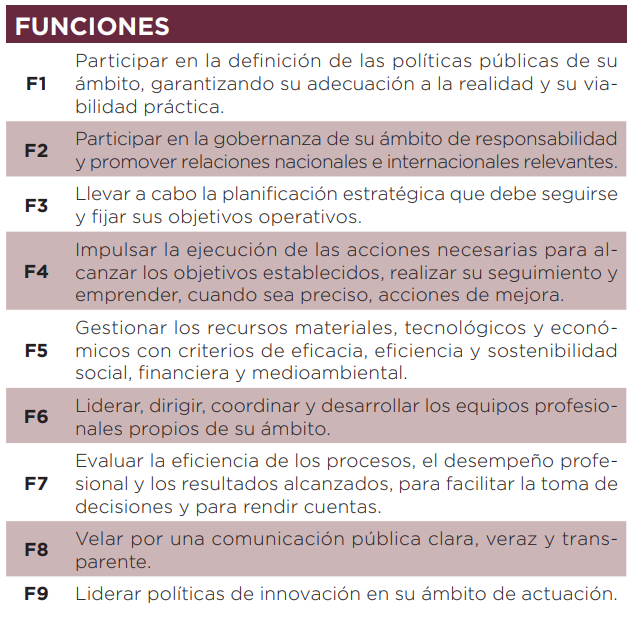 FUNCIONES
F1 Participar en la definición de las políticas públicas de su
ámbito, garantizando su adecuación a la realidad y su via-
bilidad práctica.
F2 Participar en la gobernanza de su ámbito de responsabilidad
y promover relaciones nacionales e internacionales relevantes.
F3 Llevar a cabo la planificación estratégica que debe seguirse
y fijar sus objetivos operativos.
F4 Impulsar la ejecución de las acciones necesarias para al-
canzar los objetivos establecidos, realizar su seguimiento y
emprender, cuando sea preciso, acciones de mejora.
F5 Gestionar los recursos materiales, tecnológicos y econó-
micos con criterios de eficacia, eficiencia y sostenibilidad
social, financiera y medioambiental.
F6 Liderar, dirigir, coordinar y desarrollar los equipos profesio-
nales propios de su ámbito.
F7 Evaluar la eficiencia de los procesos, el desempeño profe-
sional y los resultados alcanzados, para facilitar la toma de
decisiones y para rendir cuentas.
F8 Velar por una comunicación pública clara, veraz y trans-
parente.
F9 Liderar políticas de innovación en su ámbito de actuación.